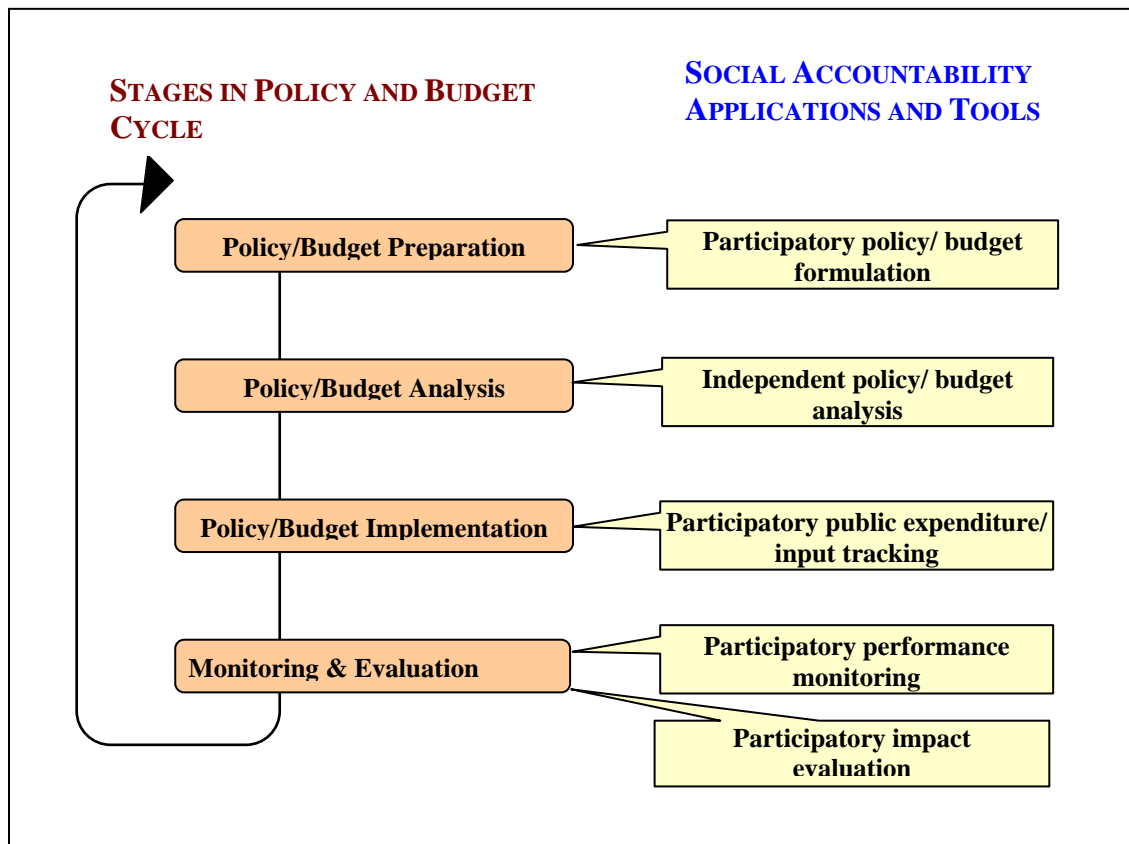 STAGES IN POLICY AND BUDGET
CYCLE
SOCIAL ACCOUNTABILITY
APPLICATIONS AND TOOLS
Policy/Budget Preparation
Participatory policy/ budget
formulation
Policy/Budget Analysis
Independent policy/ budget
analysis
Policy/Budget Implementation
Participatory public expenditure/
input tracking
Monitoring & Evaluation
Participatory performance
monitoring
Participatory impact
evaluation